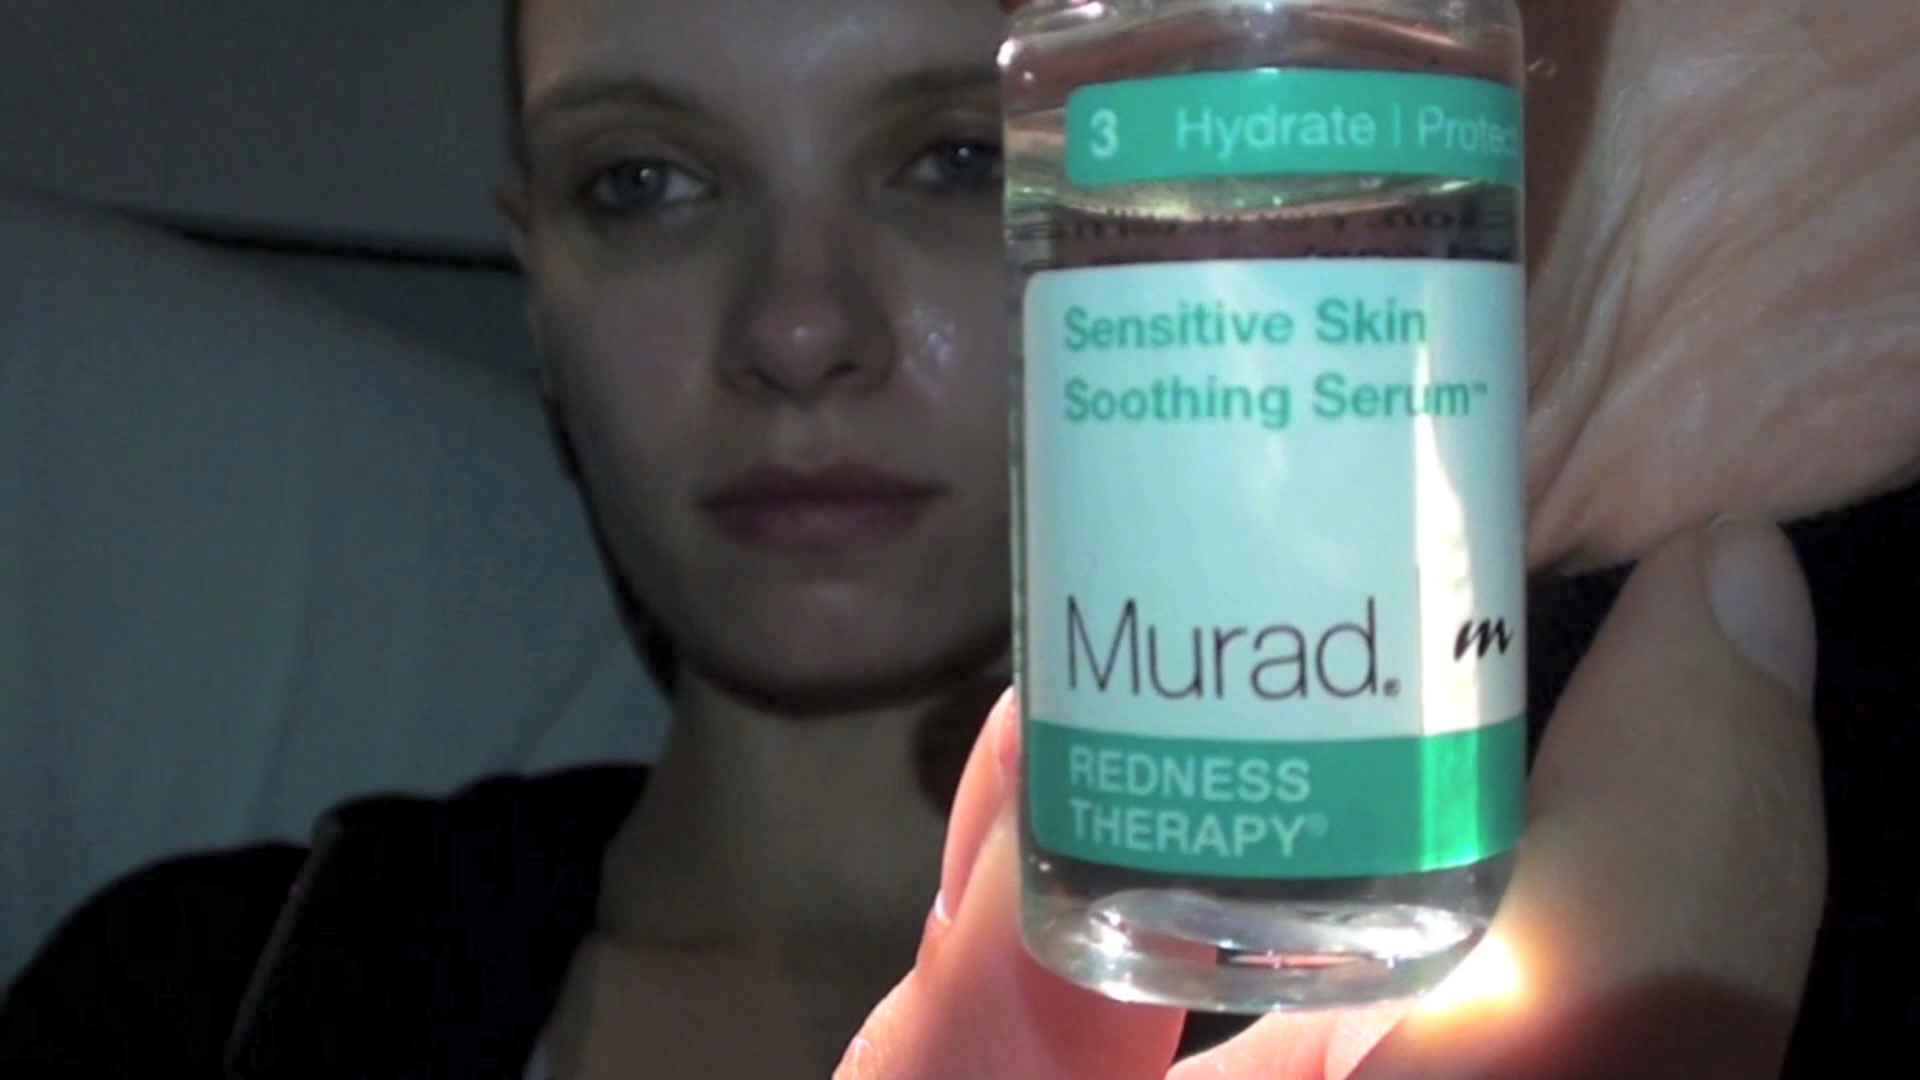 3 Hydrate | Protect
Sensitive Skin
Soothing Serum™
Murad® m
REDNESS
THERAPY®